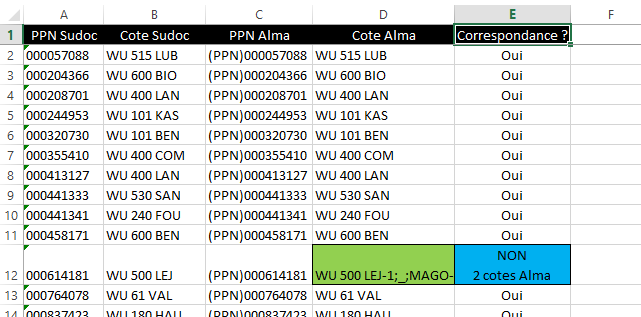 A B C D E F
1 PPN Sudoc Cote Sudoc PPN Alma Cote Alma Correspondance ?
2 000057088 WU 515 LUB (PPN)000057088 WU 515 LUB Oui
3 000204366 WU 600 BIO (PPN)000204366 WU 600 BIO Oui
4 000208701 WU 400 LAN (PPN)000208701 WU 400 LAN Oui
5 000244953 WU 101 KAS (PPN)000244953 WU 101 KAS Oui
6 000320730 WU 101 BEN (PPN)000320730 WU 101 BEN Oui
7 000355410 WU 400 COM (PPN)000355410 WU 400 COM Oui
8 000413127 WU 400 LAN (PPN)000413127 WU 400 LAN Oui
9 000441333 WU 530 SAN (PPN)000441333 WU 530 SAN Oui
10 000441341 WU 240 FOU (PPN)000441341 WU 240 FOU Oui
11 000458171 WU 600 BEN (PPN)000458171 WU 600 BEN Oui
NON
12 000614181 WU 500 LEJ (PPN)000614181 WU 500 LEJ-1;_;MAGO- 2 cotes Alma
13 000764078 WU 61 VAL (PPN)000764078 WU 61 VAL Oui
14 000837423 WU 180 HAU (PPN)000837423 WU 180 HAU Oui